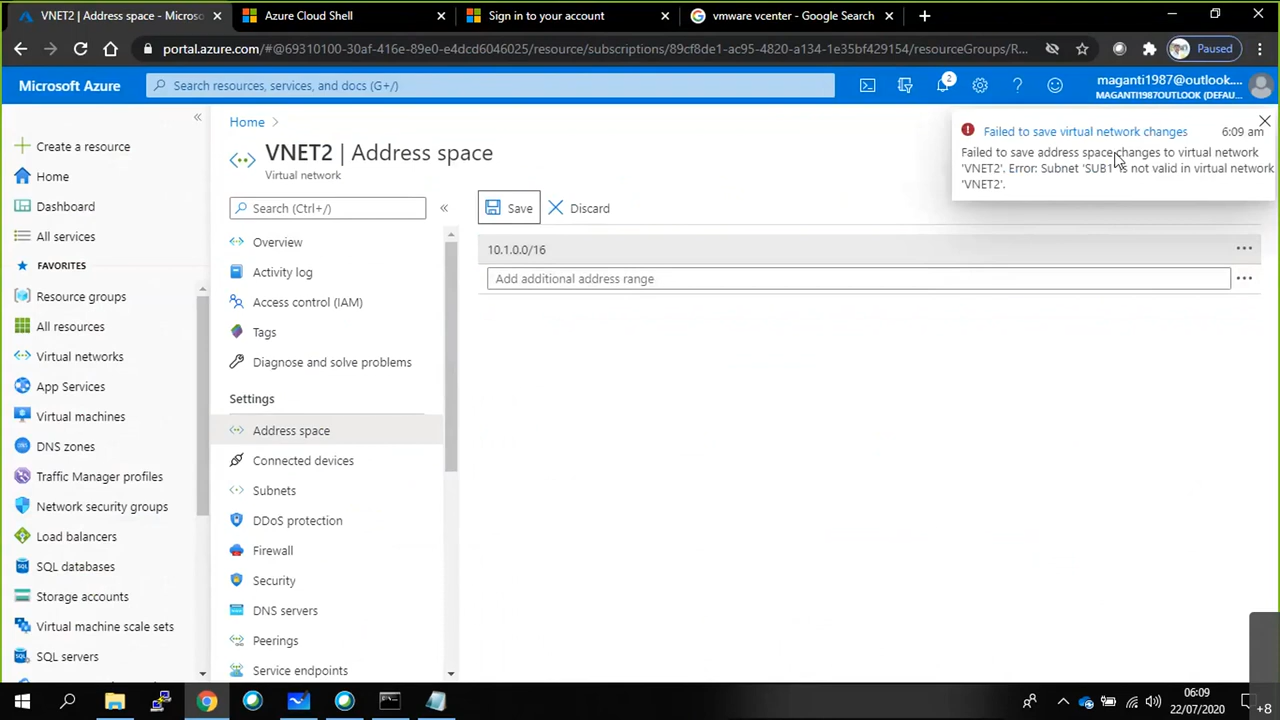 VNET2 | Address space - Microso
Azure Cloud Shell
Sign in to your account
vmware vcenter - Google Search
portal.azure.com/#@69310100-30af-416e-89e0-e4dcd6046025/resource/subscriptions/89cf8de1-ac95-4820-a134-1e35bf429154/resourceGroups/R...
Paused
Microsoft Azure
Search resources, services, and docs (G+/)
2
maganti1987@outlook....
MAGANTI1987OUTLOOK (DEFAU...
Create a resource
Home
Dashboard
All services
FAVORITES
Resource groups
All resources
Virtual networks
App Services
Virtual machines
DNS zones
Traffic Manager profiles
Network security groups
Load balancers
SQL databases
Storage accounts
Virtual machine scale sets
SQL servers
Home >
VNET2 | Address space
Virtual network
Search (Ctrl+/)
Overview
Activity log
Access control (IAM)
Tags
Diagnose and solve problems
Settings
Address space
Connected devices
Subnets
DDoS protection
Firewall
Security
DNS servers
Peerings
Service endpoints
Save
Discard
10.1.0.0/16
Add additional address range
Failed to save virtual network changes
6:09 am
Failed to save address space changes to virtual network
'VNET2'. Error: Subnet 'SUB1' is not valid in virtual network
'VNET2'.
06:09
22/07/2020
+8